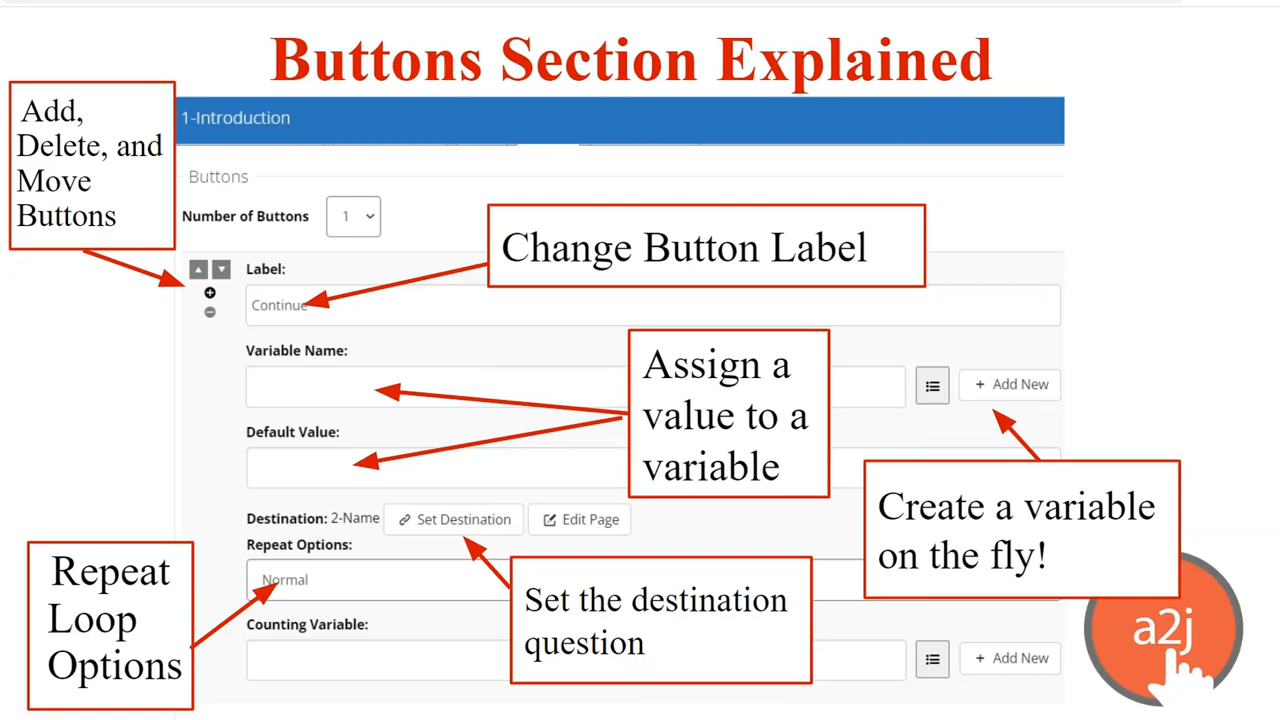 Buttons Section Explained
Add,
Delete, and
Move
Buttons
1-Introduction
Buttons
Number of Buttons 1
Change Button Label
Label:
Continue
Variable Name:
Assign a
value to a
variable
+ Add New
Default Value:
Create a variable
on the fly!
Destination: 2-Name Set Destination Edit Page
Repeat Options:
Normal
Repeat
Loop
Options
Set the destination
question
Counting Variable:
+ Add New
a2j